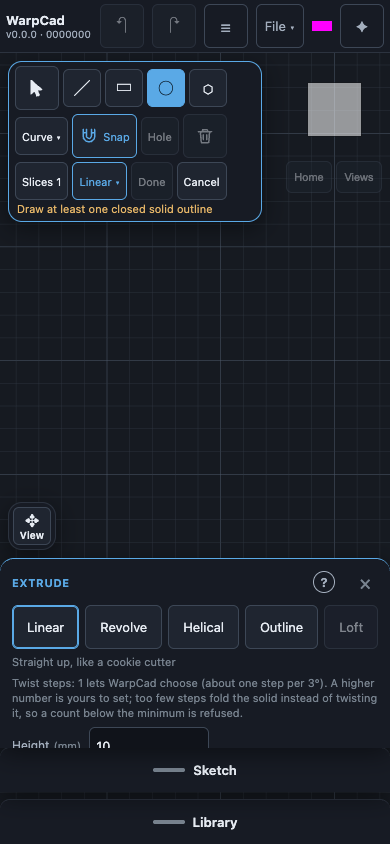 WarpCad
v0.0.0 · 0000000
File
Curve
Snap
Hole
Slices 1
Linear
Done
Cancel
Draw at least one closed solid outline
Home
Views
View
EXTRUDE
?
Linear
Revolve
Helical
Outline
Loft
Straight up, like a cookie cutter
Twist steps: 1 lets WarpCad choose (about one step per 3°). A higher
number is yours to set; too few steps fold the solid instead of twisting
it, so a count below the minimum is refused.
Height (mm)
10
Sketch
Library